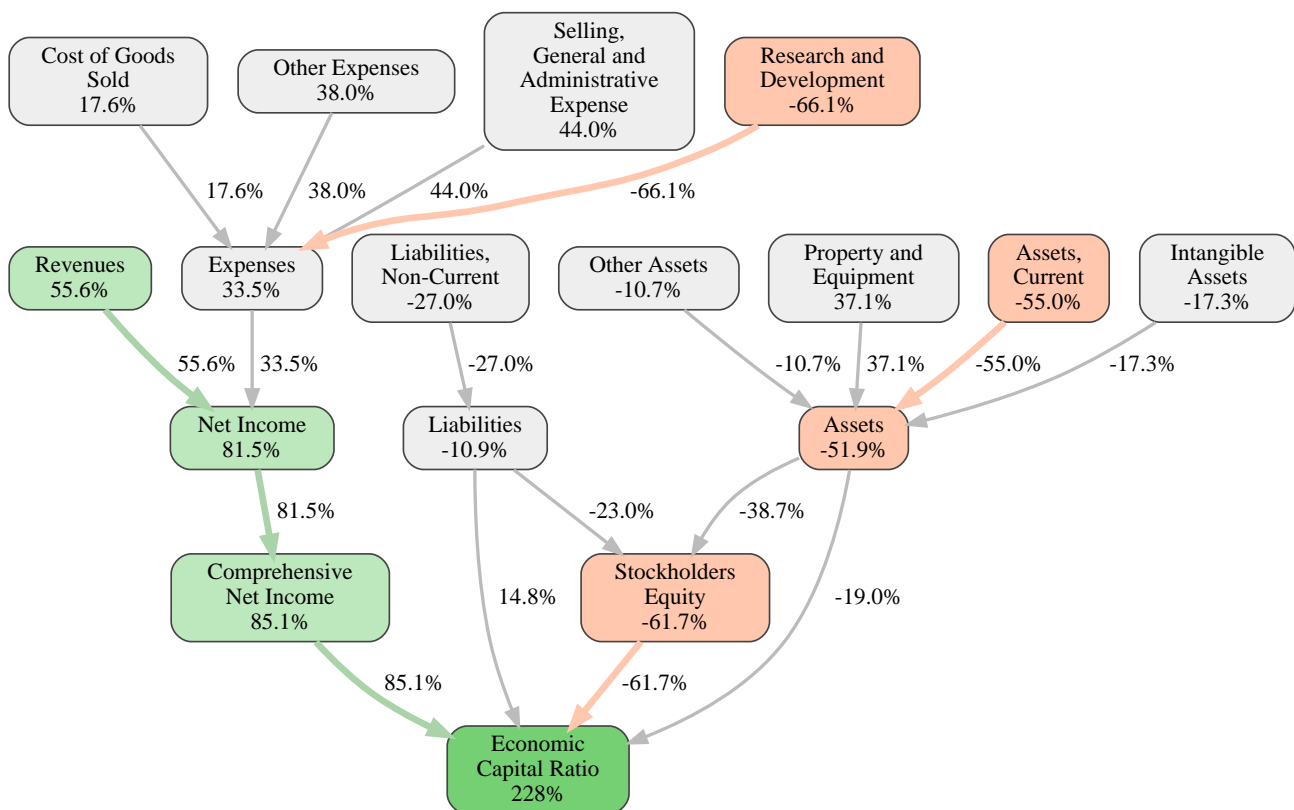 Cost of Goods
Sold
17.6%
Other Expenses
38.0%
Selling,
General and
Administrative
Expense
44.0%
Research and
Development
-66.1%
17.6%
38.0%
44.0%
-66.1%
Revenues
55.6%
Expenses
33.5%
Liabilities,
Non-Current
-27.0%
Other Assets
-10.7%
Property and
Equipment
37.1%
Assets,
Current
-55.0%
Intangible
Assets
-17.3%
55.6%
33.5%
-27.0%
-10.7%
37.1%
-55.0%
-17.3%
Net Income
81.5%
Liabilities
-10.9%
Assets
-51.9%
81.5%
-23.0%
-38.7%
Comprehensive
Net Income
85.1%
14.8%
Stockholders
Equity
-61.7%
-19.0%
85.1%
-61.7%
Economic
Capital Ratio
228%